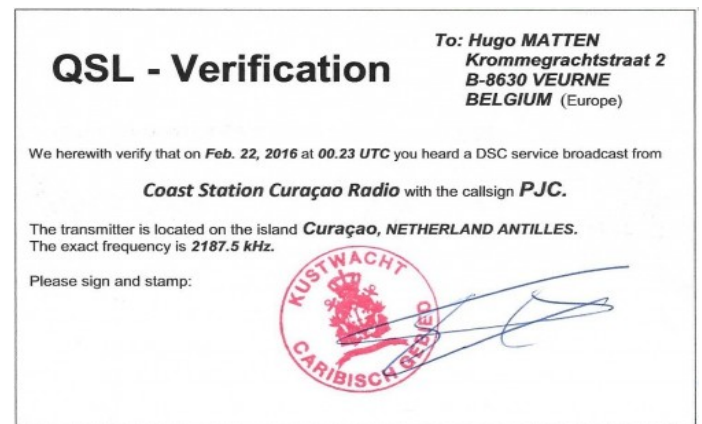 QSL - Verification
To: Hugo MATTEN
Krommegrachtstraat 2
B-8630 VEURNE
BELGIUM (Europe)
We herewith verify that on Feb. 22, 2016 at 00.23 UTC you heard a DSC service broadcast from
Coast Station Curaçao Radio with the callsign PJC.
The transmitter is located on the island Curaçao, NETHERLAND ANTILLES.
The exact frequency is 2187.5 kHz.
Please sign and stamp:
KUSTWACHT
CARIBISCH GEBIED